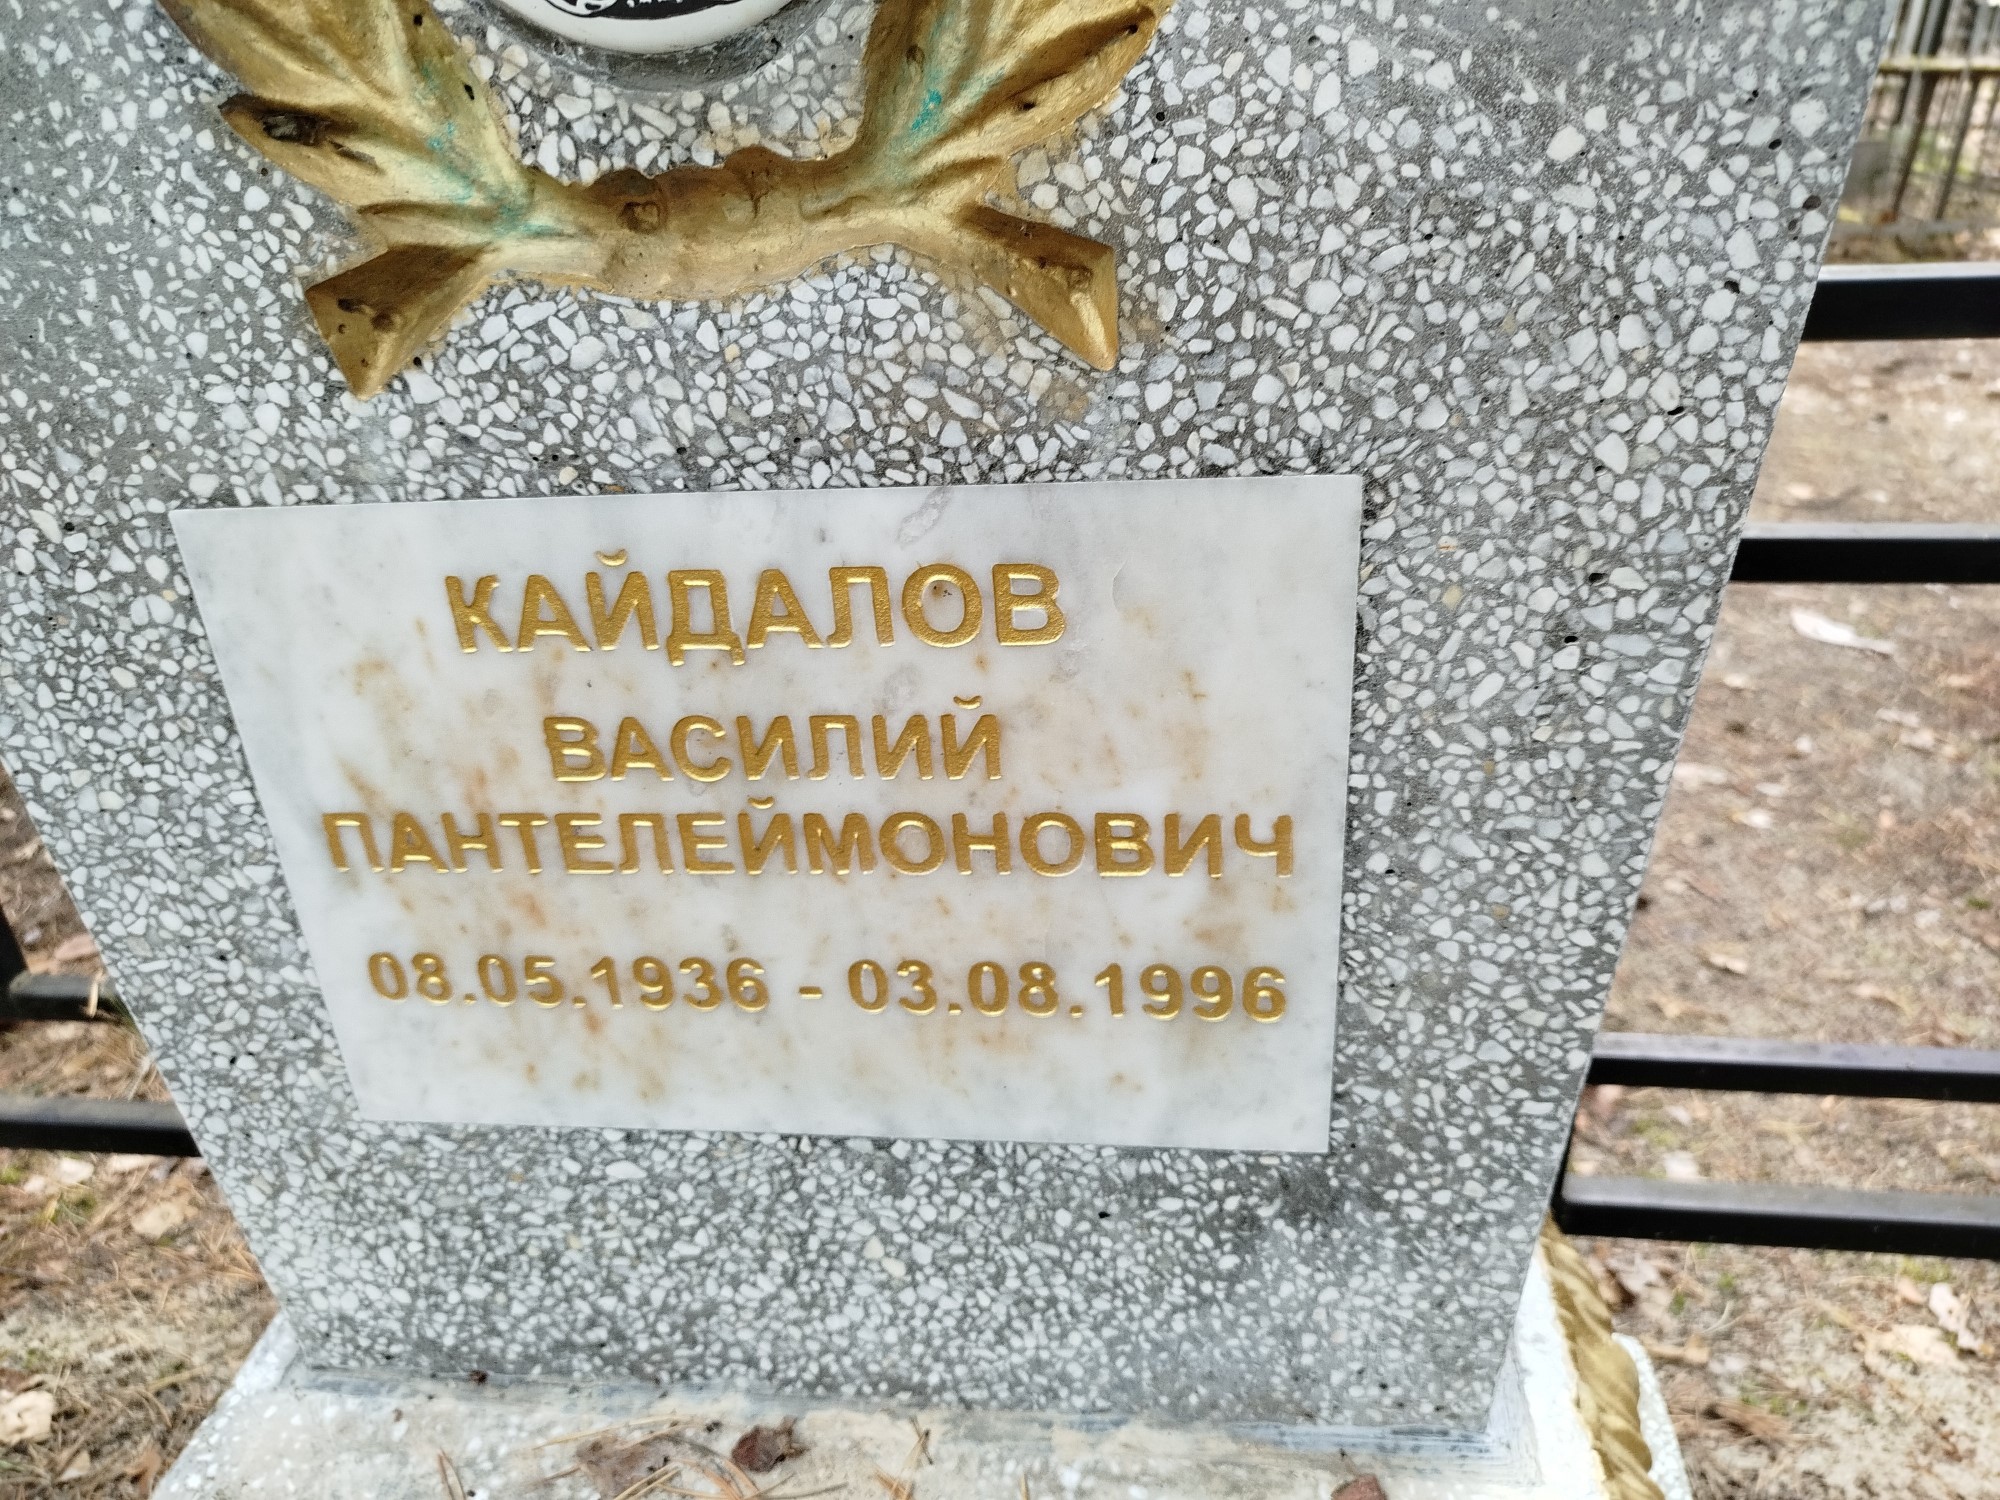 КАЙДАЛОВ
ВАСИЛИЙ
ПАНТЕЛЕЙМОНОВИЧ
08.05.1936 - 03.08.1996